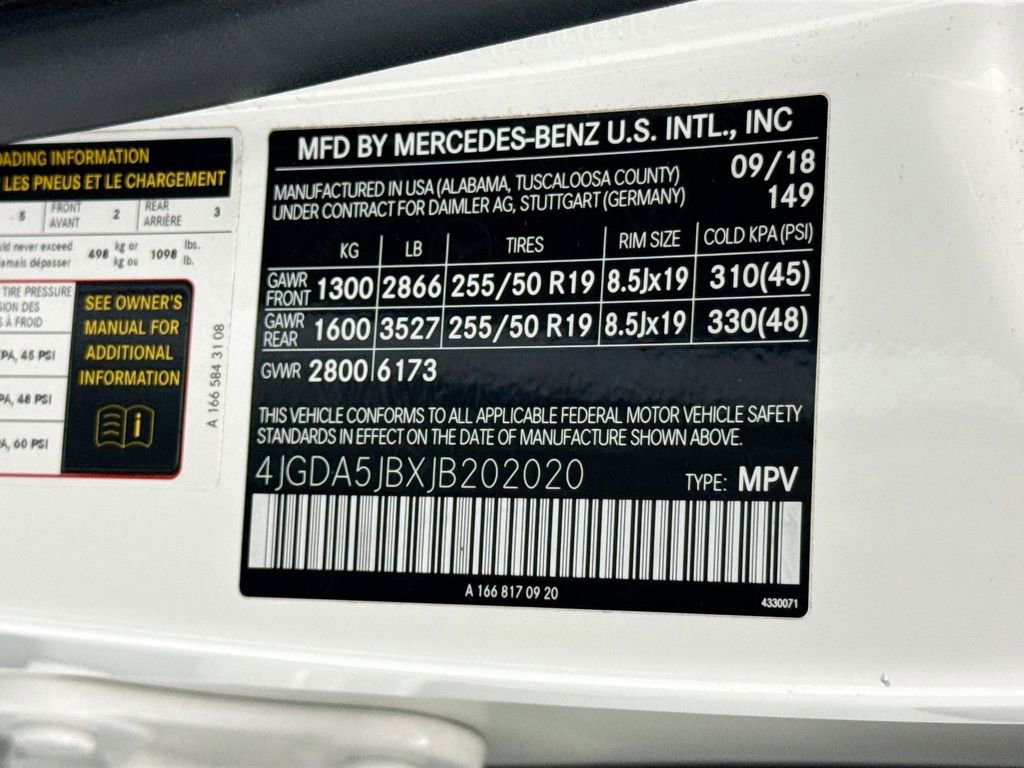 OADING INFORMATION
LES PNEUS ET LE CHARGEMENT
5 FRONT AVANT 2 REAR ARRIÈRE 3
uld never exceed
amais dépasser 498 kg or kg ou 1098 lbs. lb.
TIRE PRESSURE
SION DES
S À FROID
PA, 45 PSI
PA, 48 PSI
A, 60 PSI
SEE OWNER'S
MANUAL FOR
ADDITIONAL
INFORMATION
A 166 584 31 08
MFD BY MERCEDES-BENZ U.S. INTL., INC
MANUFACTURED IN USA (ALABAMA, TUSCALOOSA COUNTY) 09/18
UNDER CONTRACT FOR DAIMLER AG, STUTTGART (GERMANY) 149
KG LB TIRES RIM SIZE COLD KPA (PSI)
GAWR FRONT 1300 2866 255/50 R19 8.5Jx19 310(45)
GAWR REAR 1600 3527 255/50 R19 8.5Jx19 330(48)
GVWR 2800 6173
THIS VEHICLE CONFORMS TO ALL APPLICABLE FEDERAL MOTOR VEHICLE SAFETY
STANDARDS IN EFFECT ON THE DATE OF MANUFACTURE SHOWN ABOVE.
4JGDA5JBXJB202020 TYPE: MPV
A 166 817 09 20
4330071